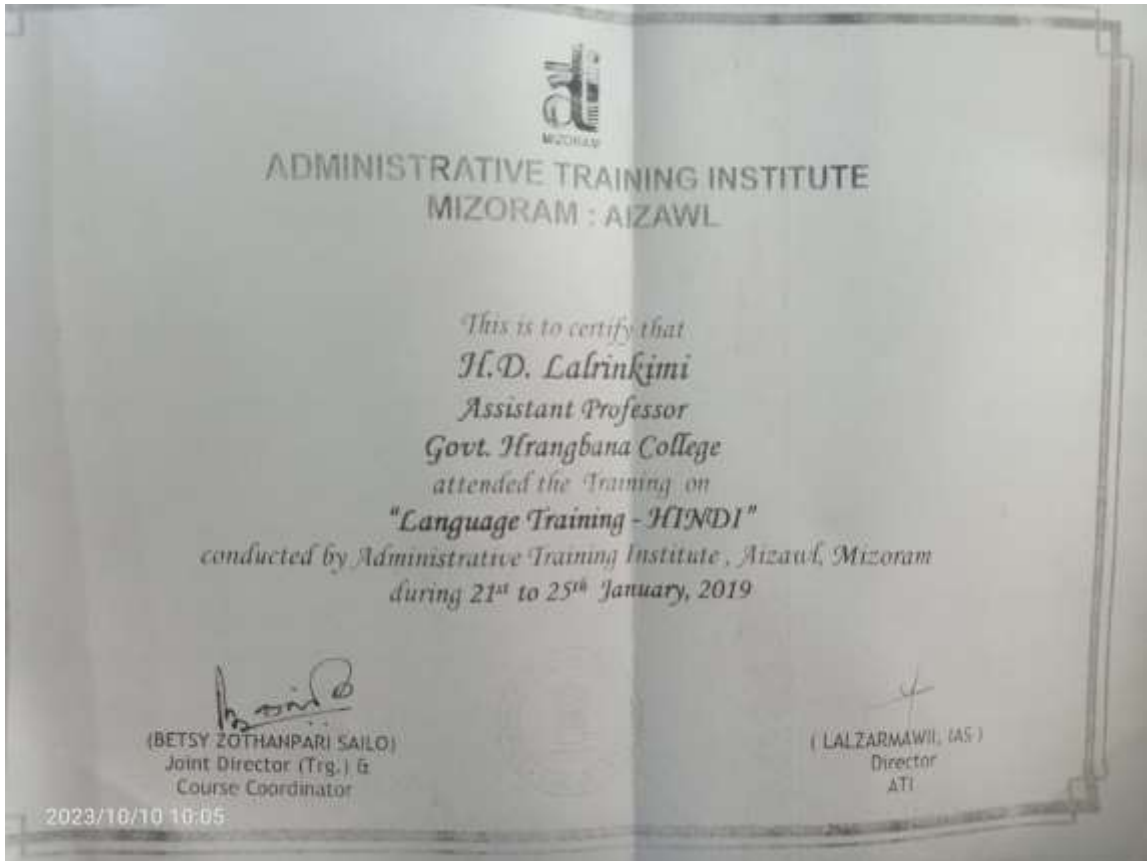 ati
MIZORAM
ADMINISTRATIVE TRAINING INSTITUTE
MIZORAM : AIZAWL
This is to certify that
H.D. Lalrinkimi
Assistant Professor
Govt. Hrangbana College
attended the Training on
"Language Training - HINDI"
conducted by Administrative Training Institute, Aizawl, Mizoram
during 21st to 25th January, 2019
(BETSY ZOTHANPARI SAILO)
Joint Director (Trg.) &
Course Coordinator
( LALZARMAWII, IAS )
Director
ATI
2023/10/10 10:05